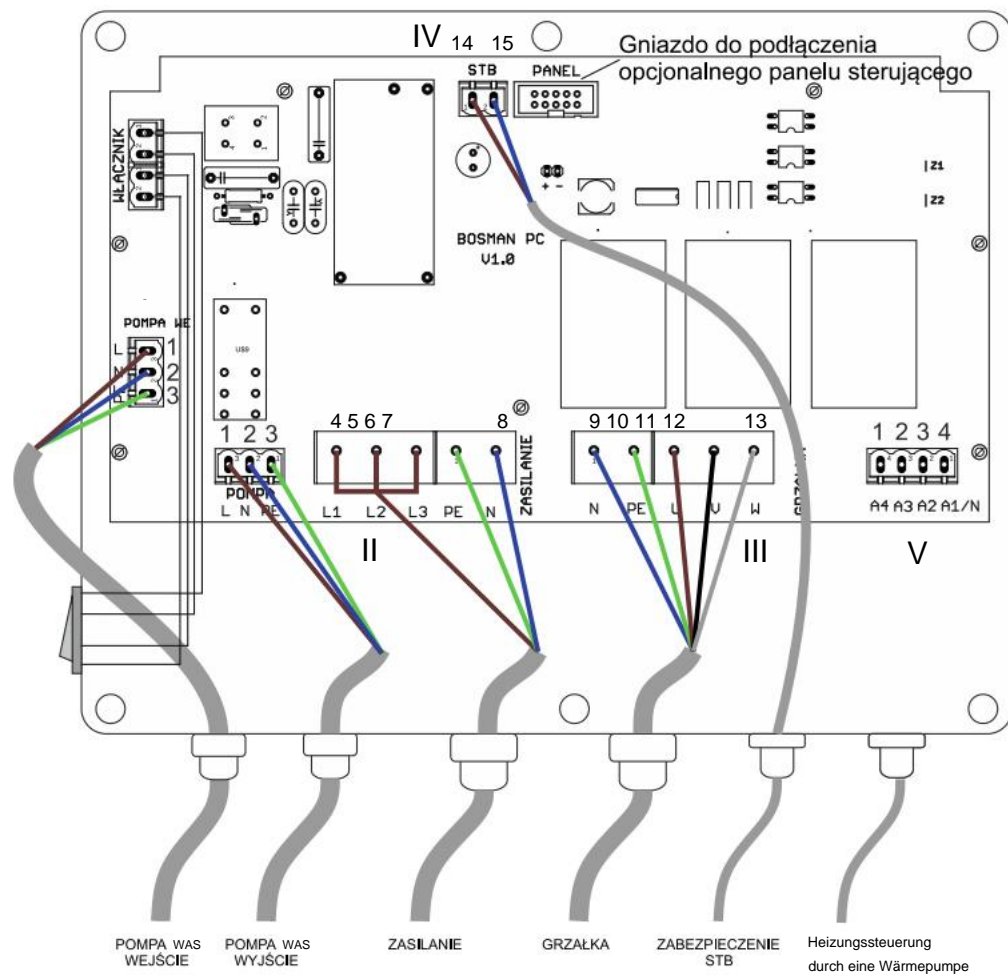 IV 14 15
Gniazdo do podłączenia
opcjonalnego panelu sterującego
STB PANEL
WŁĄCZNIK
+ -
Z1
Z2
BOSMAN PC
V1.0
POMPA WE
L 1
N 2
PE 3
US9
1 2 3
POMPA
L N PE
4 5 6 7 8
L1 L2 L3 PE N
ZASILANIE
II
9 10 11 12 13
N PE U V W
GRZAŁKA
III
1 2 3 4
A4 A3 A2 A1/N
V
POMPA WAS
WEJŚCIE
POMPA WAS
WYJŚCIE
ZASILANIE
GRZAŁKA
ZABEZPIECZENIE
STB
Heizungssteuerung
durch eine Wärmepumpe